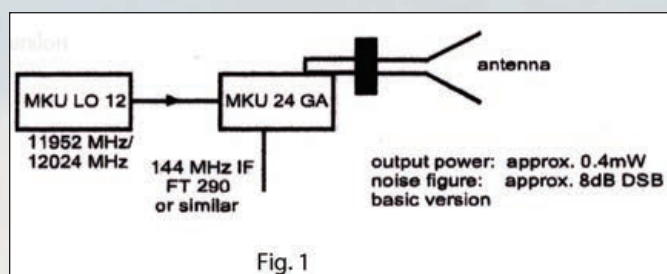 MKU LO 12
MKU 24 GA
antenna
11952 MHz/
12024 MHz
144 MHz IF
FT 290
or similar
output power: approx. 0.4mW
noise figure: approx. 8dB DSB
basic version
Fig. 1